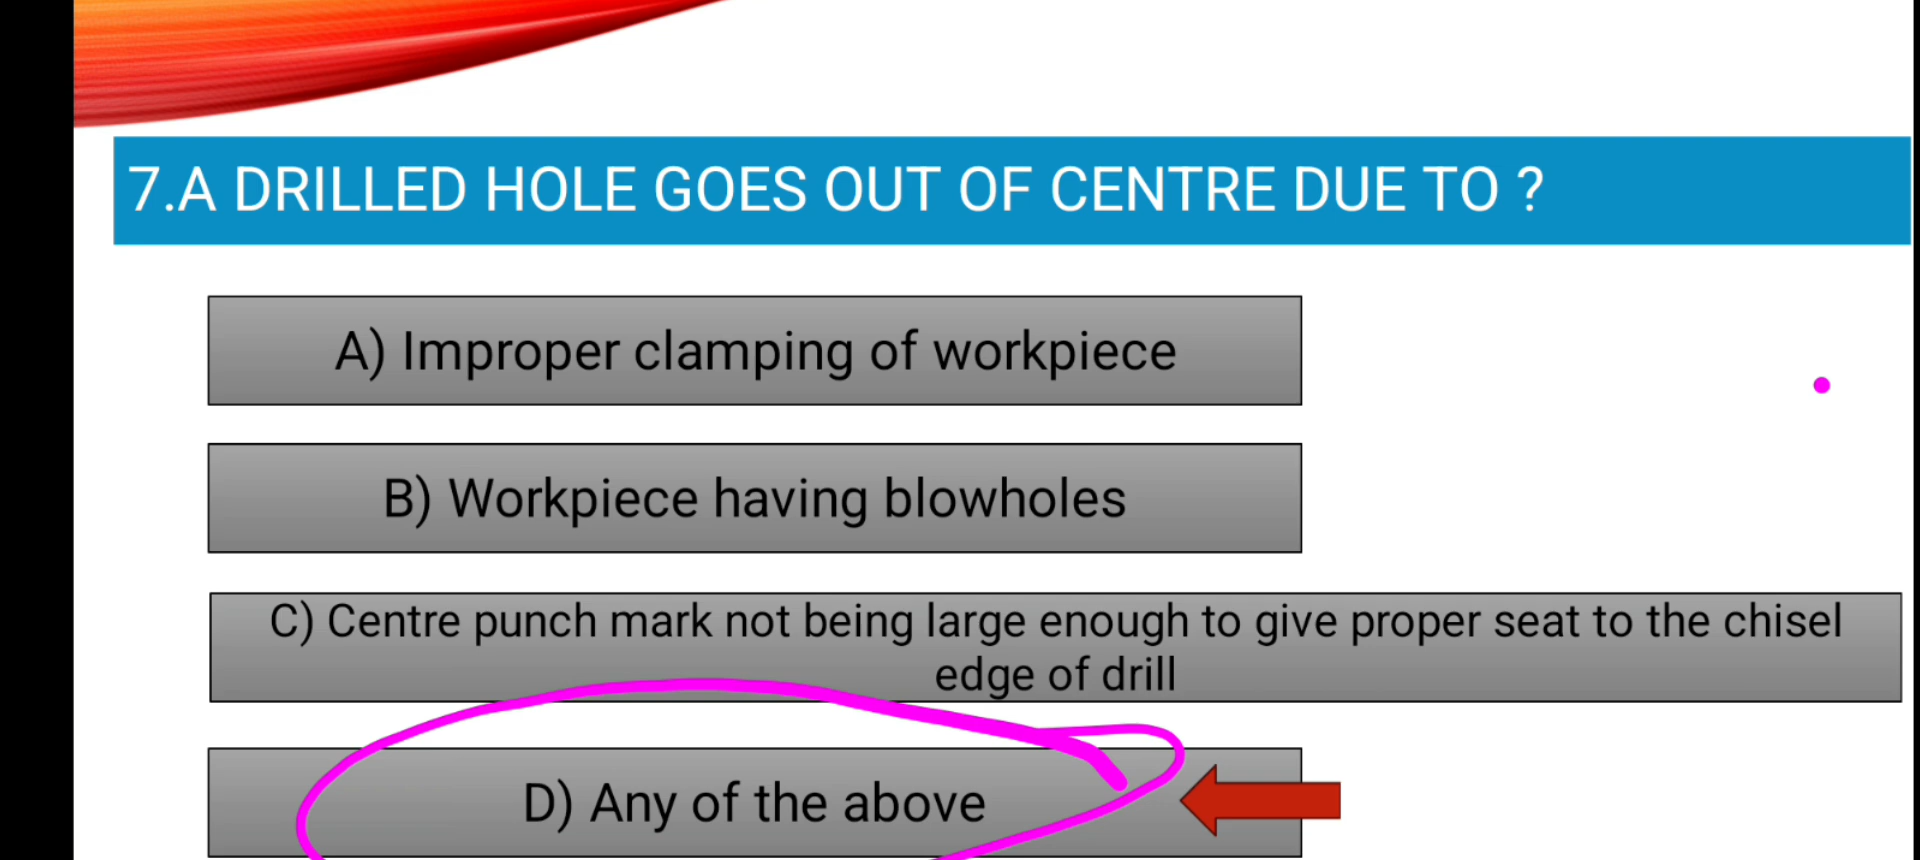 7.A DRILLED HOLE GOES OUT OF CENTRE DUE TO ?
A) Improper clamping of workpiece
B) Workpiece having blowholes
C) Centre punch mark not being large enough to give proper seat to the chisel
edge of drill
D) Any of the above